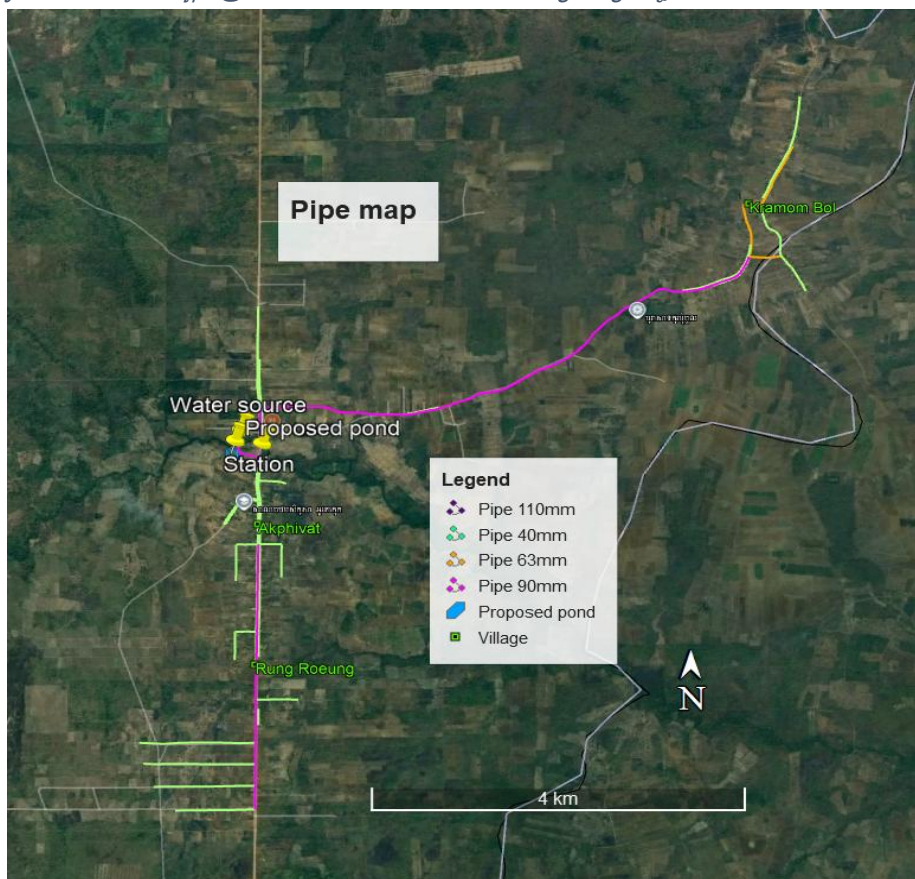 Pipe map
Kramom Bol
Water source
Proposed pond
Station
Akphivat
Legend
Pipe 110mm
Pipe 40mm
Pipe 63mm
Pipe 90mm
Proposed pond
Village
Rung Roeung
N
4 km